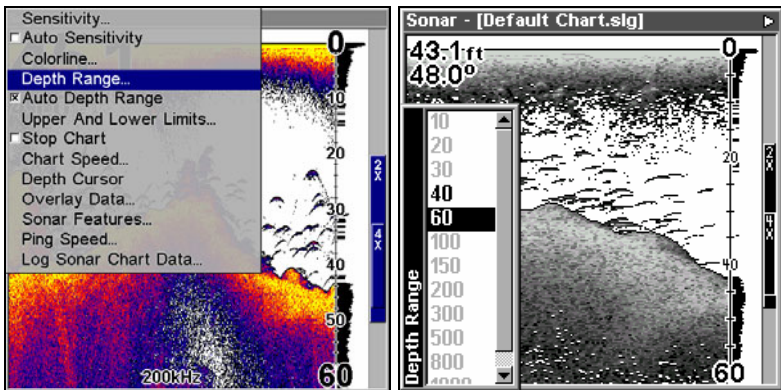 Sensitivity...
Auto Sensitivity
Colorline...
Depth Range...
Auto Depth Range
Upper And Lower Limits...
Stop Chart
Chart Speed...
Depth Cursor
Overlay Data...
Sonar Features...
Ping Speed...
Log Sonar Chart Data...
0
10
20
30
40
50
60
200kHz
2X
4X
Sonar - [Default Chart.slg]
43.1 ft
48.0º
0
20
40
60
2X
4X
Depth Range
10
20
30
40
60
100
150
200
300
500
800